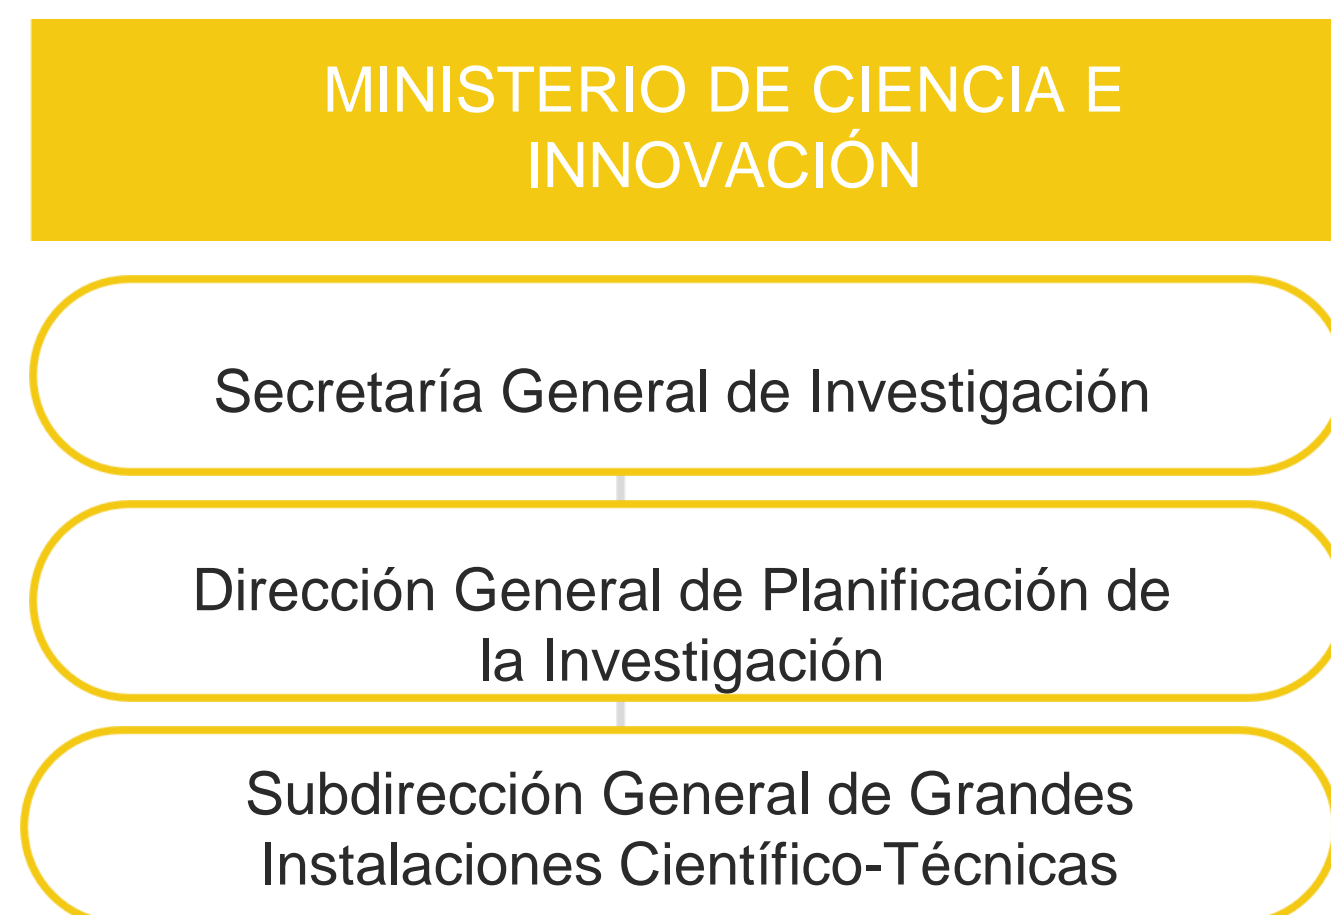 MINISTERIO DE CIENCIA E
INNOVACIÓN
Secretaría General de Investigación
Dirección General de Planificación de
la Investigación
Subdirección General de Grandes
Instalaciones Científico-Técnicas